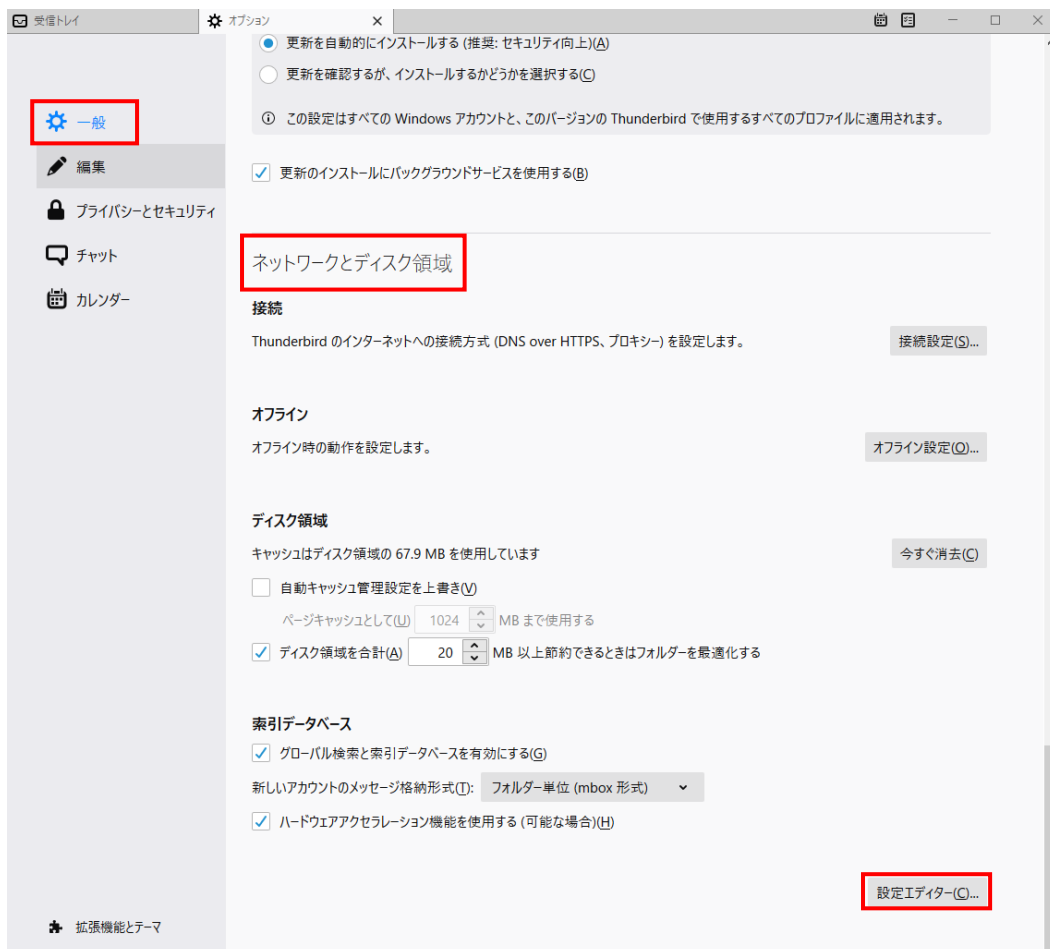 受信トレイ
オプション
更新を自動的にインストールする (推奨: セキュリティ向上)(A)
更新を確認するが、インストールするかどうかを選択する(C)
この設定はすべての Windows アカウントと、このバージョンの Thunderbird で使用するすべてのプロファイルに適用されます。
更新のインストールにバックグラウンドサービスを使用する(B)
一般
編集
プライバシーとセキュリティ
チャット
カレンダー
ネットワークとディスク領域
接続
Thunderbird のインターネットへの接続方式 (DNS over HTTPS、プロキシー) を設定します。
接続設定(S)...
オフライン
オフライン時の動作を設定します。
オフライン設定(O)...
ディスク領域
キャッシュはディスク領域の 67.9 MB を使用しています
今すぐ消去(C)
自動キャッシュ管理設定を上書き(V)
ページキャッシュとして(U) 1024 MB まで使用する
ディスク領域を合計(A) 20 MB 以上節約できるときはフォルダーを最適化する
索引データベース
グローバル検索と索引データベースを有効にする(G)
新しいアカウントのメッセージ格納形式(T): フォルダー単位 (mbox 形式)
ハードウェアアクセラレーション機能を使用する (可能な場合)(H)
設定エディター(C)...
拡張機能とテーマ